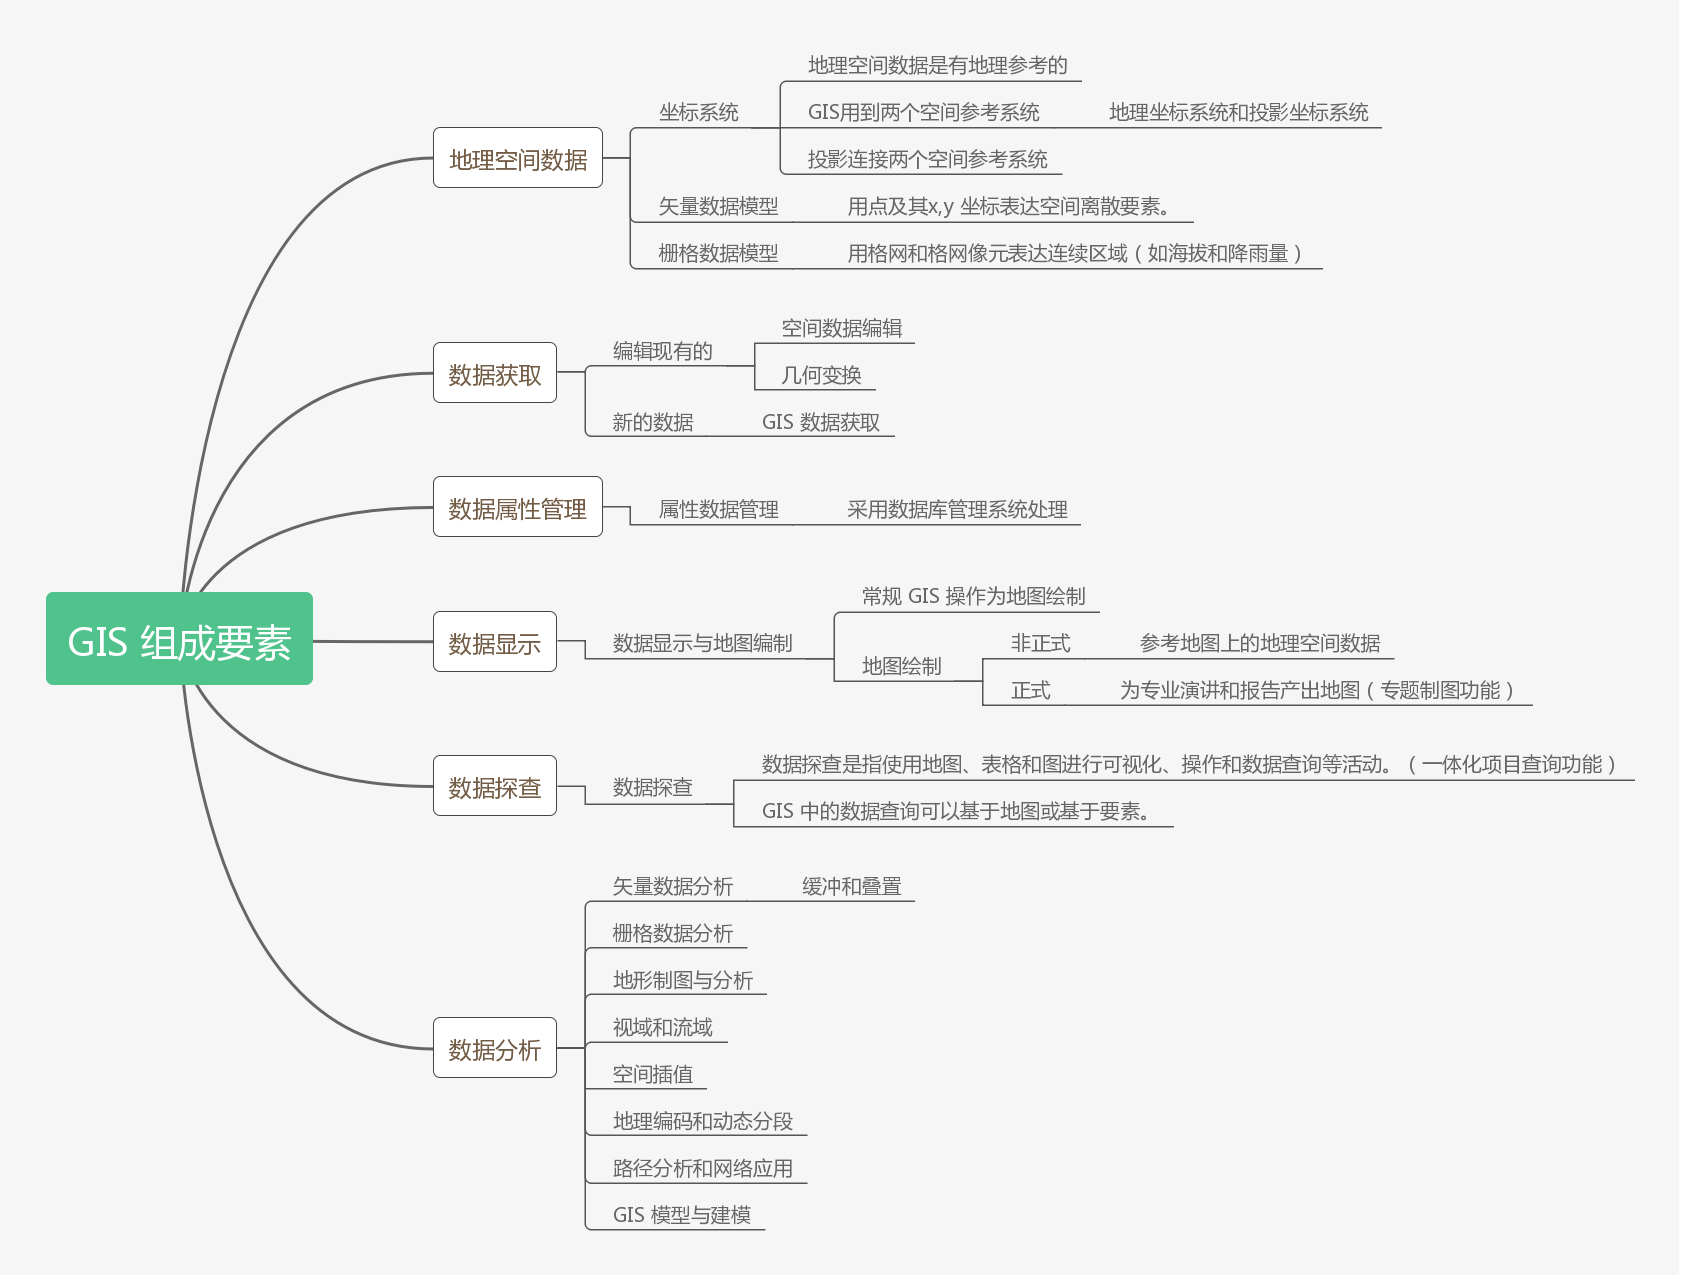 GIS 组成要素
地理空间数据
坐标系统
地理空间数据是有地理参考的
GIS用到两个空间参考系统
地理坐标系统和投影坐标系统
投影连接两个空间参考系统
矢量数据模型
用点及其x,y 坐标表达空间离散要素。
栅格数据模型
用格网和格网像元表达连续区域（如海拔和降雨量）
数据获取
编辑现有的
空间数据编辑
几何变换
新的数据
GIS 数据获取
数据属性管理
属性数据管理
采用数据库管理系统处理
数据显示
数据显示与地图编制
常规 GIS 操作为地图绘制
地图绘制
非正式
参考地图上的地理空间数据
正式
为专业演讲和报告产出地图（专题制图功能）
数据探查
数据探查
数据探查是指使用地图、表格和图进行可视化、操作和数据查询等活动。（一体化项目查询功能）
GIS 中的数据查询可以基于地图或基于要素。
数据分析
矢量数据分析
缓冲和叠置
栅格数据分析
地形制图与分析
视域和流域
空间插值
地理编码和动态分段
路径分析和网络应用
GIS 模型与建模